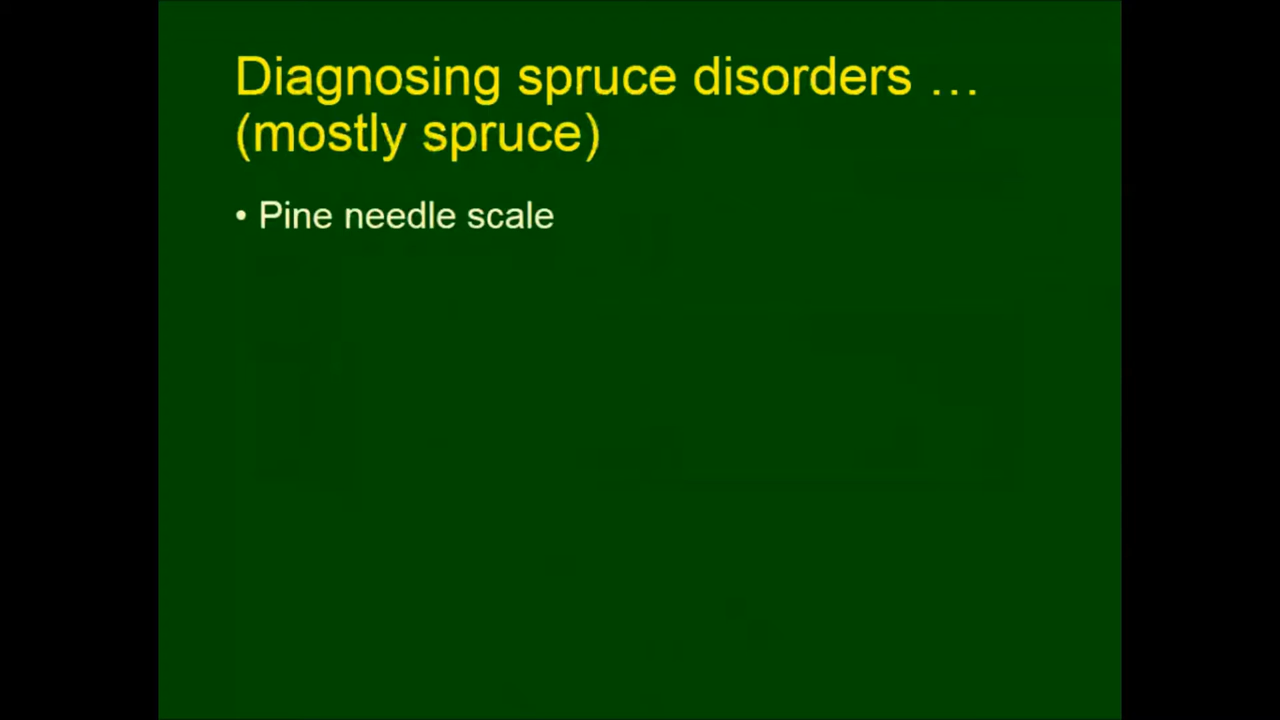 Diagnosing spruce disorders …
(mostly spruce)
• Pine needle scale